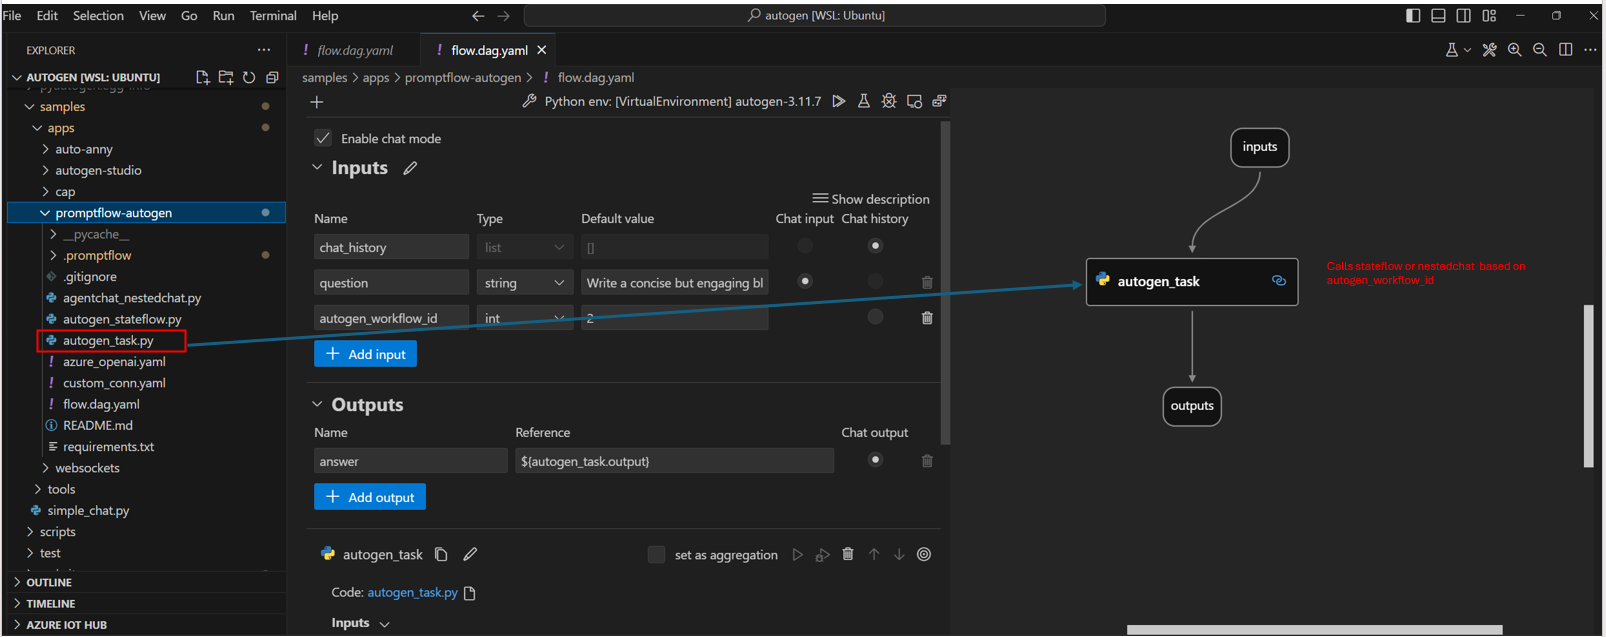 File Edit Selection View Go Run Terminal Help
autogen [WSL: Ubuntu]
EXPLORER
AUTOGEN [WSL: UBUNTU]
samples
apps
auto-anny
autogen-studio
cap
promptflow-autogen
__pycache__
.promptflow
.gitignore
agentchat_nestedchat.py
autogen_stateflow.py
autogen_task.py
azure_openai.yaml
custom_conn.yaml
flow.dag.yaml
README.md
requirements.txt
websockets
tools
simple_chat.py
scripts
test
OUTLINE
TIMELINE
AZURE IOT HUB
! flow.dag.yaml
! flow.dag.yaml
samples > apps > promptflow-autogen > ! flow.dag.yaml
Python env: [VirtualEnvironment] autogen-3.11.7
Enable chat mode
Inputs
Show description
Name Type Default value Chat input Chat history
chat_history list []
question string Write a concise but engaging bl
autogen_workflow_id int 2
Add input
Outputs
Name Reference Chat output
answer ${autogen_task.output}
Add output
autogen_task set as aggregation
Code: autogen_task.py
Inputs
inputs
autogen_task
Calls stateflow or nestedchat based on
autogen_workflow_id
outputs